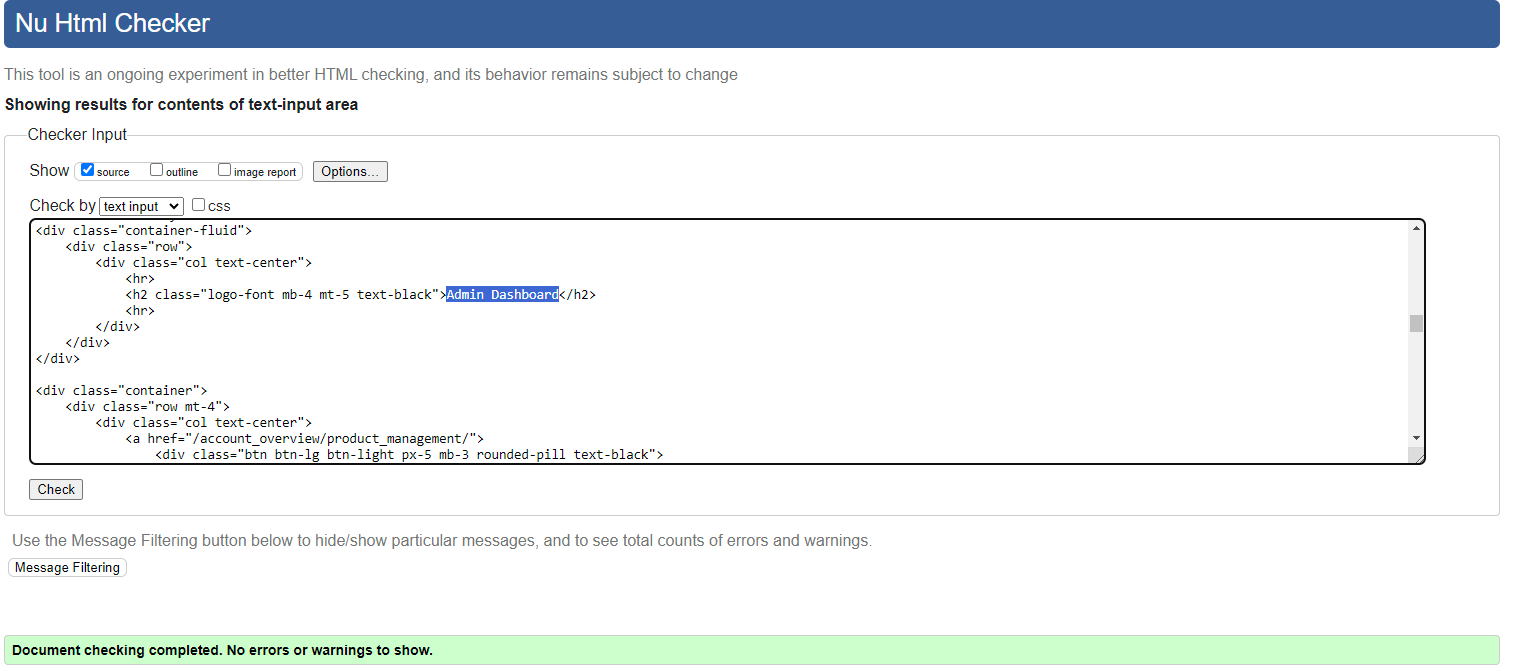 Nu Html Checker
This tool is an ongoing experiment in better HTML checking, and its behavior remains subject to change
Showing results for contents of text-input area
Checker Input
Show source outline image report Options...
Check by text input css
<div class="container-fluid">
<div class="row">
<div class="col text-center">
<hr>
<h2 class="logo-font mb-4 mt-5 text-black">Admin Dashboard</h2>
<hr>
</div>
</div>
</div>
<div class="container">
<div class="row mt-4">
<div class="col text-center">
<a href="/account_overview/product_management/">
<div class="btn btn-lg btn-light px-5 mb-3 rounded-pill text-black">
Check
Use the Message Filtering button below to hide/show particular messages, and to see total counts of errors and warnings.
Message Filtering
Document checking completed. No errors or warnings to show.